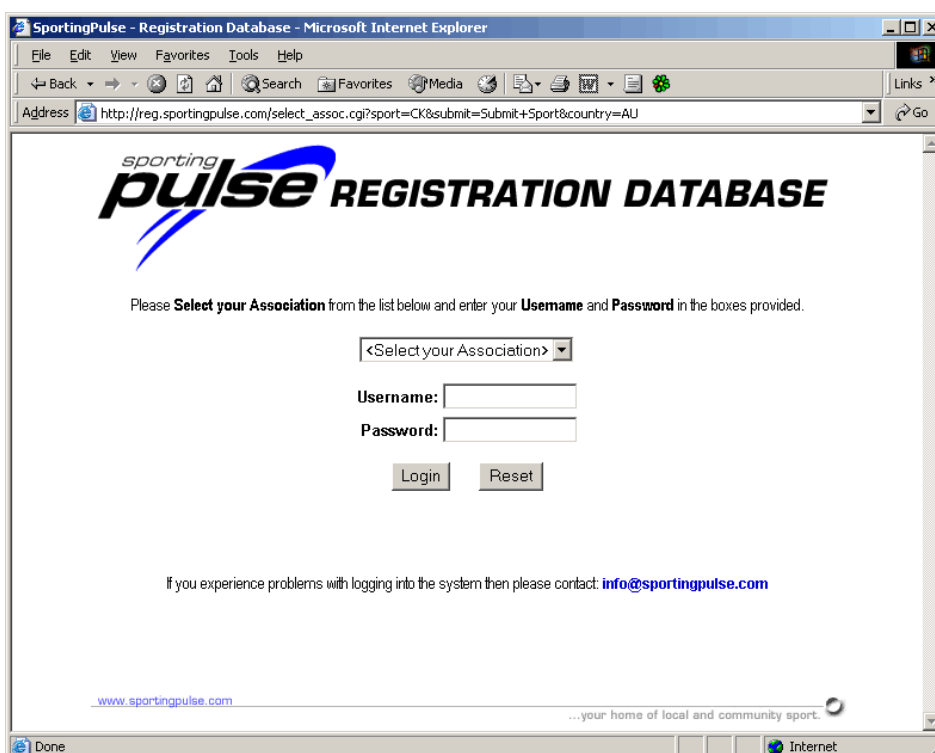 SportingPulse - Registration Database - Microsoft Internet Explorer
File Edit View Favorites Tools Help
Back Search Favorites Media Links »
Address http://reg.sportingpulse.com/select_assoc.cgi?sport=CK&submit=Submit+Sport&country=AU Go
sporting
pulse REGISTRATION DATABASE
Please Select your Association from the list below and enter your Username and Password in the boxes provided.
<Select your Association>
Username:
Password:
Login Reset
If you experience problems with logging into the system then please contact: info@sportingpulse.com
www.sportingpulse.com
...your home of local and community sport.
Done Internet